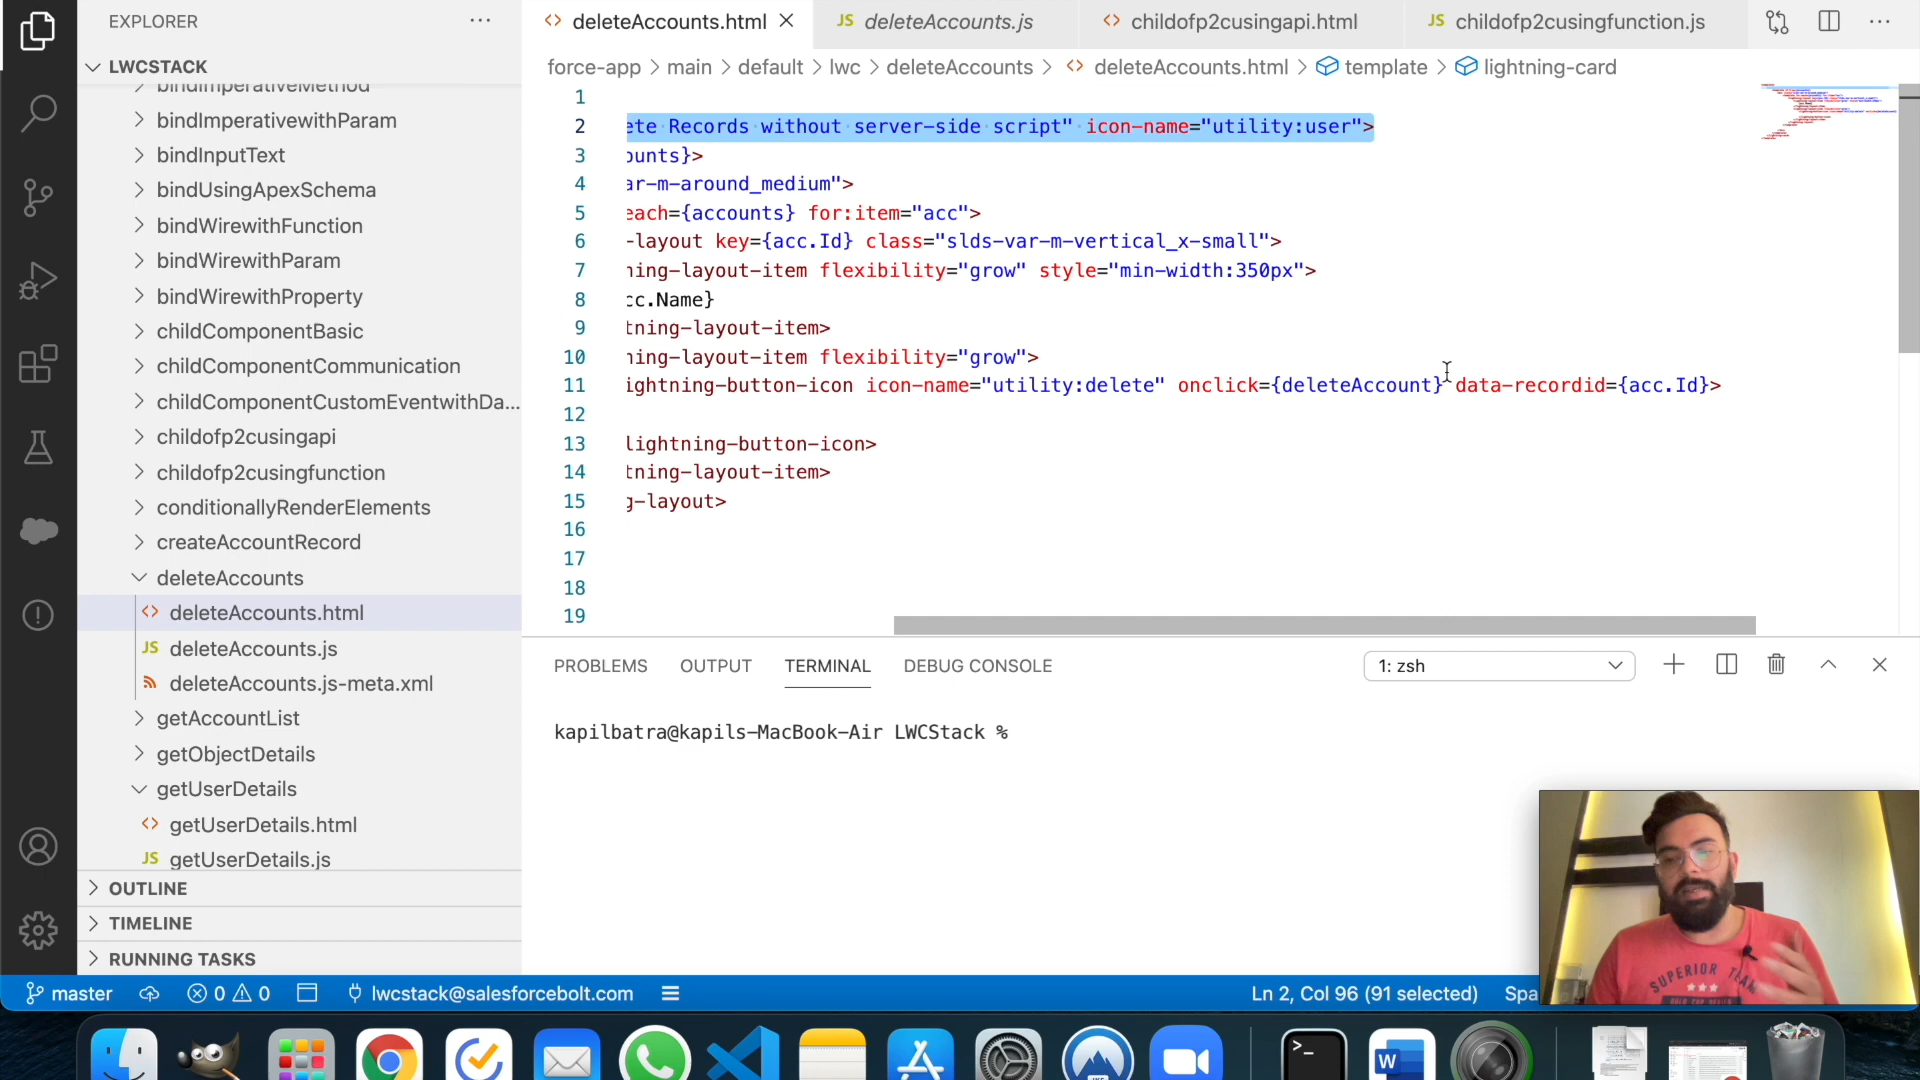 EXPLORER
LWCSTACK
bindImperativeMethod
bindImperativewithParam
bindInputText
bindUsingApexSchema
bindWirewithFunction
bindWirewithParam
bindWirewithProperty
childComponentBasic
childComponentCommunication
childComponentCustomEventwithDa...
childofp2cusingapi
childofp2cusingfunction
conditionallyRenderElements
createAccountRecord
deleteAccounts
deleteAccounts.html
JS deleteAccounts.js
deleteAccounts.js-meta.xml
getAccountList
getObjectDetails
getUserDetails
getUserDetails.html
JS getUserDetails.js
OUTLINE
TIMELINE
RUNNING TASKS
deleteAccounts.html
JS deleteAccounts.js
childofp2cusingapi.html
JS childofp2cusingfunction.js
force-app > main > default > lwc > deleteAccounts > deleteAccounts.html > template > lightning-card
1
2 ete Records without server-side script" icon-name="utility:user">
3 ounts}>
4 ar-m-around_medium">
5 each={accounts} for:item="acc">
6 -layout key={acc.Id} class="slds-var-m-vertical_x-small">
7 ning-layout-item flexibility="grow" style="min-width:350px">
8 cc.Name}
9 tning-layout-item>
10 ning-layout-item flexibility="grow">
11 ightning-button-icon icon-name="utility:delete" onclick={deleteAccount} data-recordid={acc.Id}>
12
13 lightning-button-icon>
14 tning-layout-item>
15 g-layout>
16
17
18
19
PROBLEMS OUTPUT TERMINAL DEBUG CONSOLE 1: zsh
kapilbatra@kapils-MacBook-Air LWCStack %
SUPERIOR TEA
master 0 0 lwcstack@salesforcebolt.com Ln 2, Col 96 (91 selected) Spa